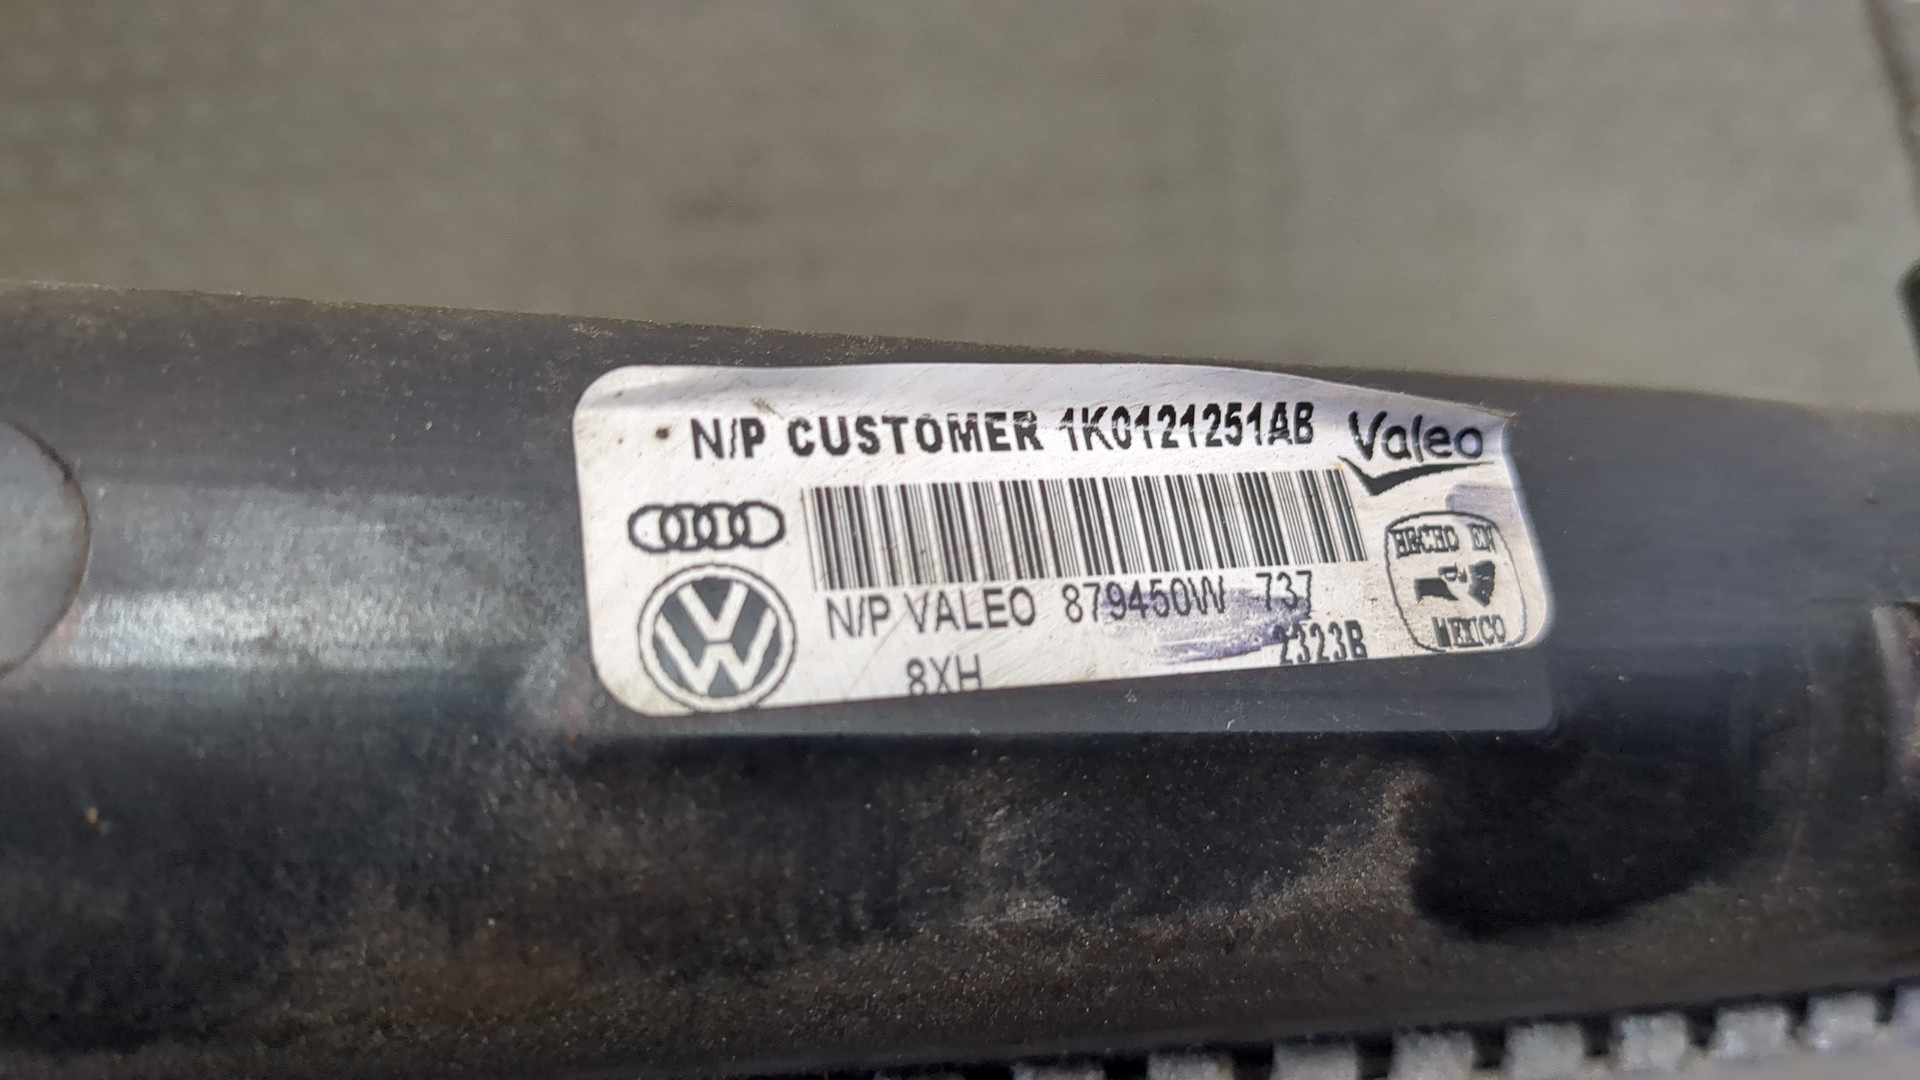 N/P CUSTOMER 1K0121251AB
Valeo
N/P VALEO 879450W 737
HECHO EN
MEXICO
2323B
8XH